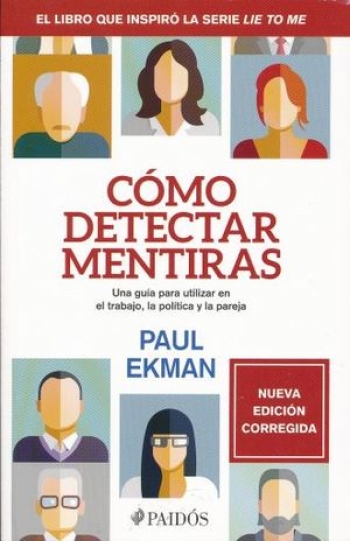 EL LIBRO QUE INSPIRÓ LA SERIE LIE TO ME
CÓMO
DETECTAR
MENTIRAS
Una guía para utilizar en
el trabajo, la política y la pareja
PAUL
EKMAN
NUEVA
EDICIÓN
CORREGIDA
PAIDÓS